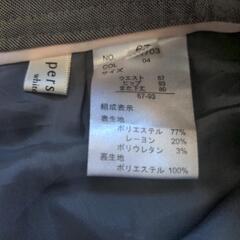 pers
white
NO.
COL 04
サイズ
ウエスト 67
ヒップ 93
また下丈 80
67-93
組成表示
表生地
ポリエステル 77%
レーヨン 20%
ポリウレタン 3%
裏生地
ポリエステル 100%